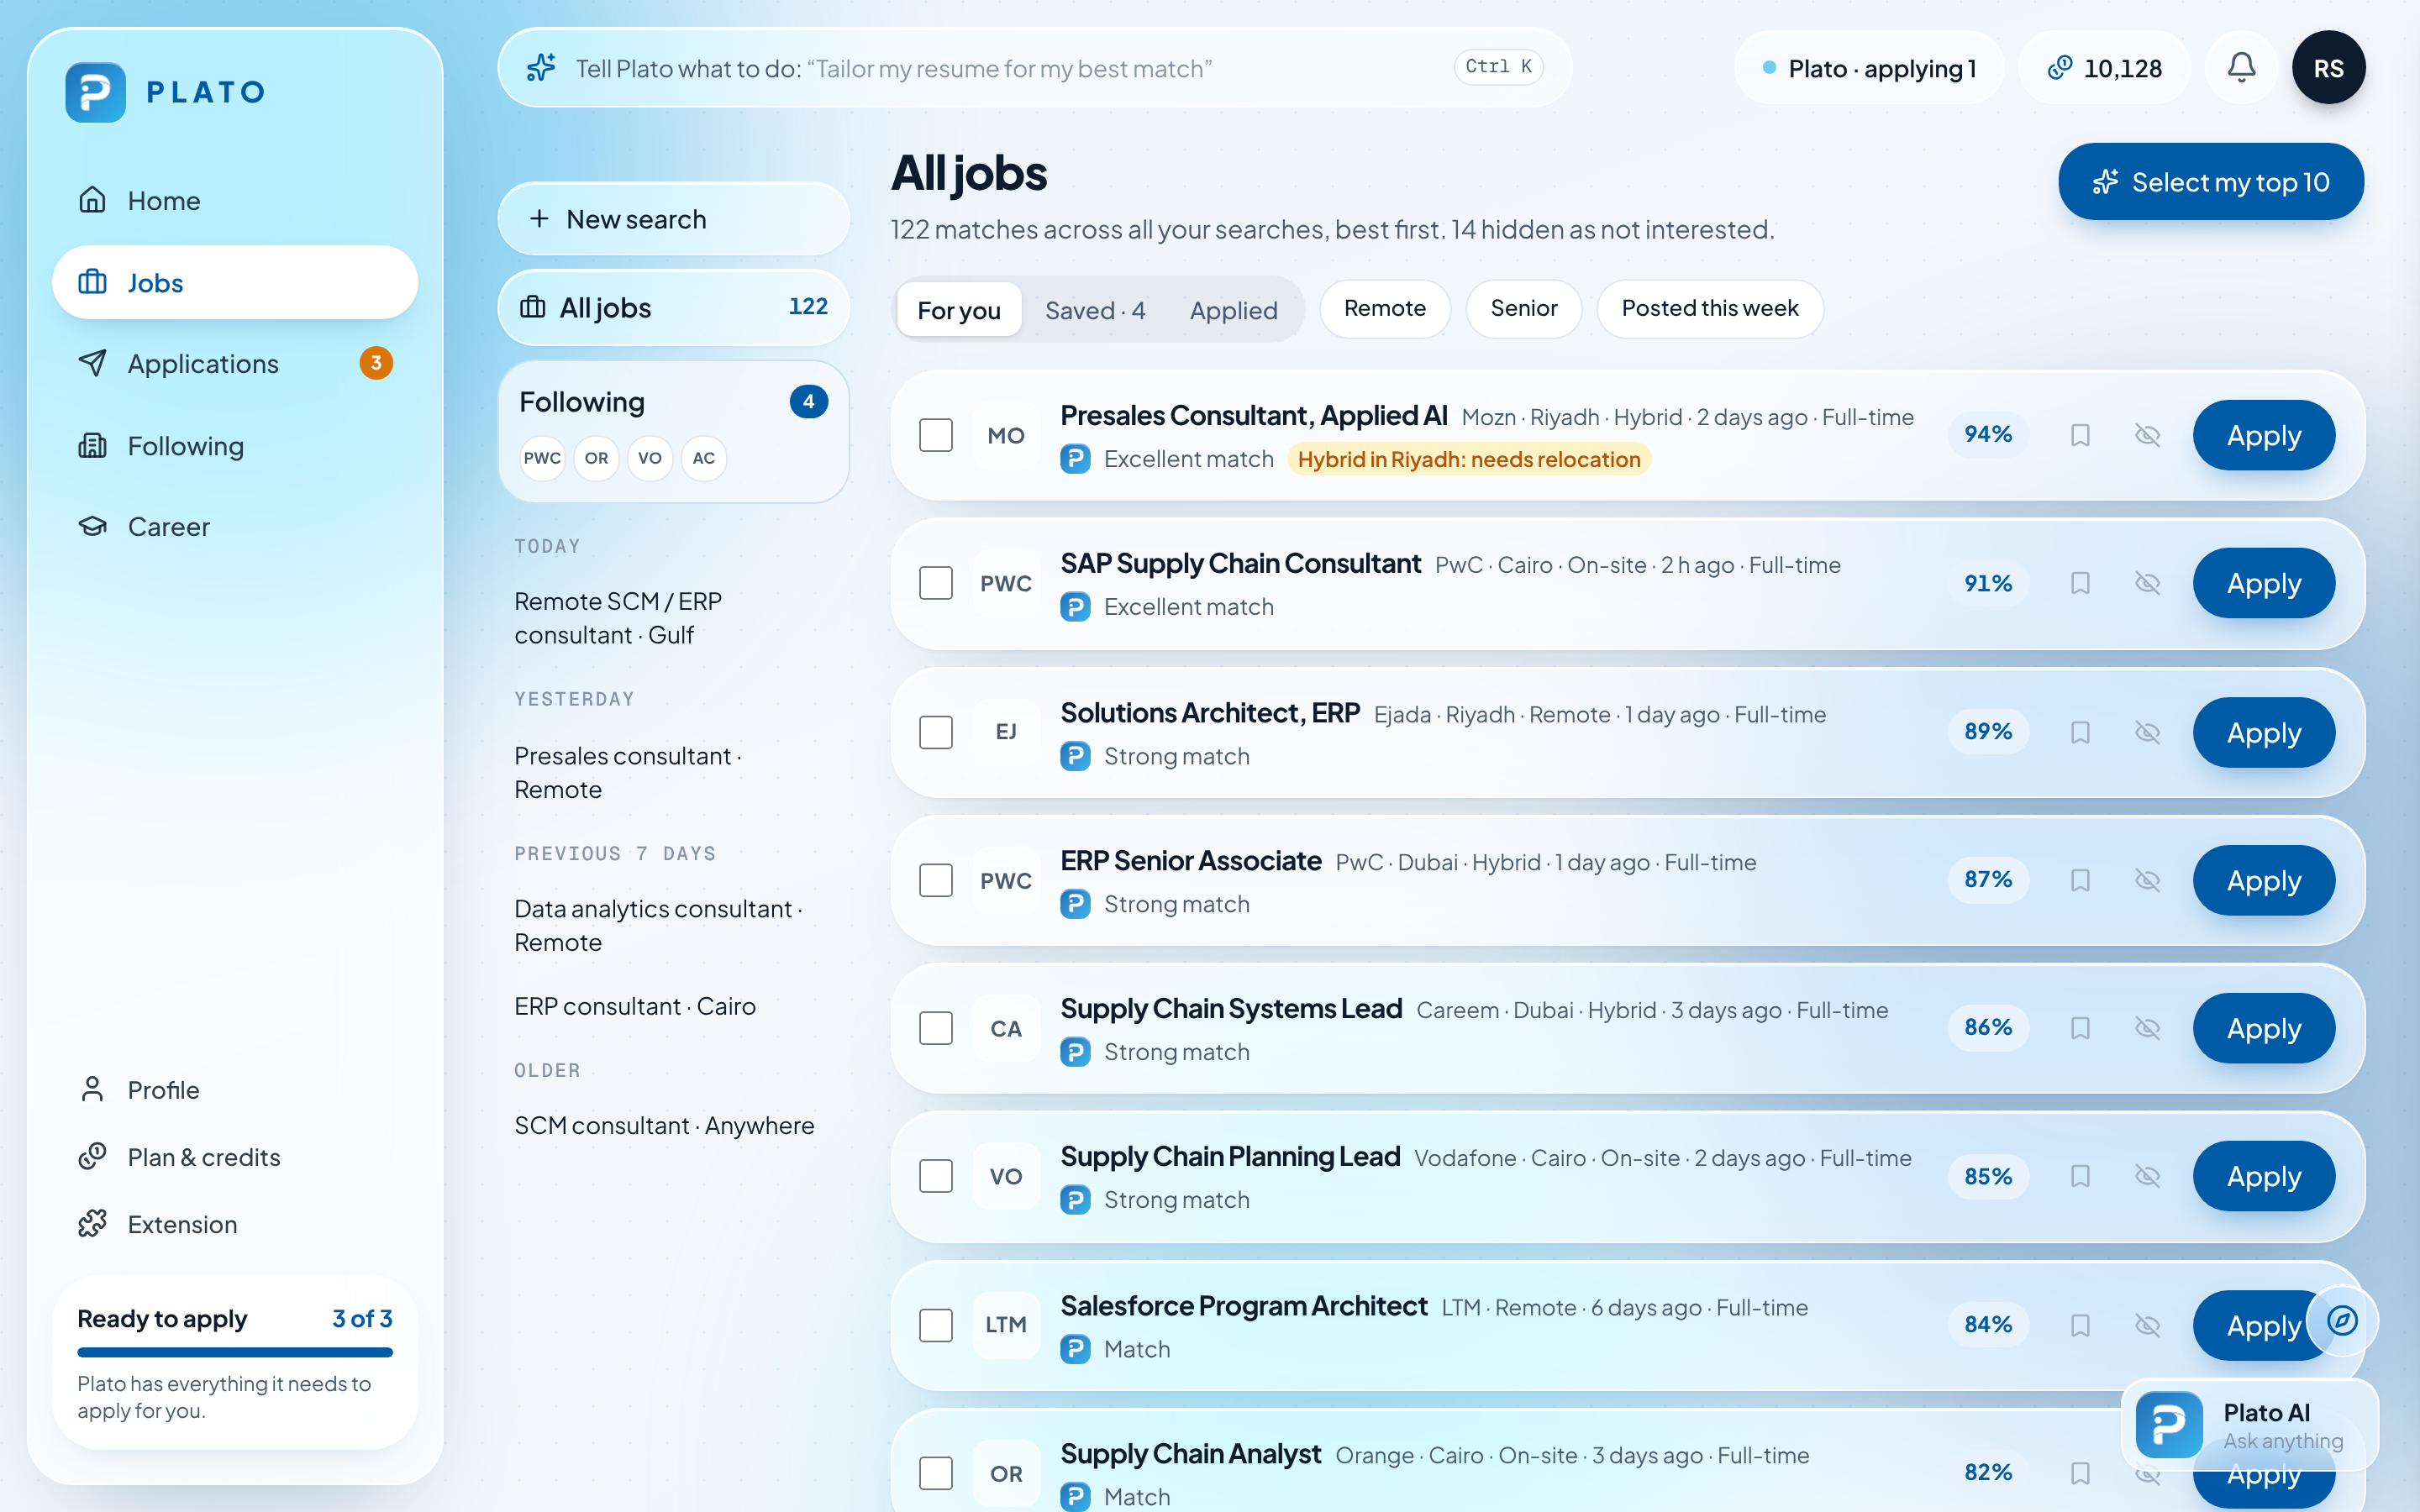 PLATO
Home
Jobs
Applications 3
Following
Career
Profile
Plan & credits
Extension
Ready to apply 3 of 3
Plato has everything it needs to
apply for you.
Tell Plato what to do: “Tailor my resume for my best match” Ctrl K
Plato · applying 1
10,128
RS
New search
All jobs 122
Following 4
PWC OR VO AC
TODAY
Remote SCM / ERP
consultant · Gulf
YESTERDAY
Presales consultant ·
Remote
PREVIOUS 7 DAYS
Data analytics consultant ·
Remote
ERP consultant · Cairo
OLDER
SCM consultant · Anywhere
All jobs
122 matches across all your searches, best first. 14 hidden as not interested.
Select my top 10
For you Saved · 4 Applied Remote Senior Posted this week
MO Presales Consultant, Applied AI Mozn · Riyadh · Hybrid · 2 days ago · Full-time 94% Apply
Excellent match Hybrid in Riyadh: needs relocation
PWC SAP Supply Chain Consultant PwC · Cairo · On-site · 2 h ago · Full-time 91% Apply
Excellent match
EJ Solutions Architect, ERP Ejada · Riyadh · Remote · 1 day ago · Full-time 89% Apply
Strong match
PWC ERP Senior Associate PwC · Dubai · Hybrid · 1 day ago · Full-time 87% Apply
Strong match
CA Supply Chain Systems Lead Careem · Dubai · Hybrid · 3 days ago · Full-time 86% Apply
Strong match
VO Supply Chain Planning Lead Vodafone · Cairo · On-site · 2 days ago · Full-time 85% Apply
Strong match
LTM Salesforce Program Architect LTM · Remote · 6 days ago · Full-time 84% Apply
Match
OR Supply Chain Analyst Orange · Cairo · On-site · 3 days ago · Full-time 82% Apply
Match
Plato AI
Ask anything